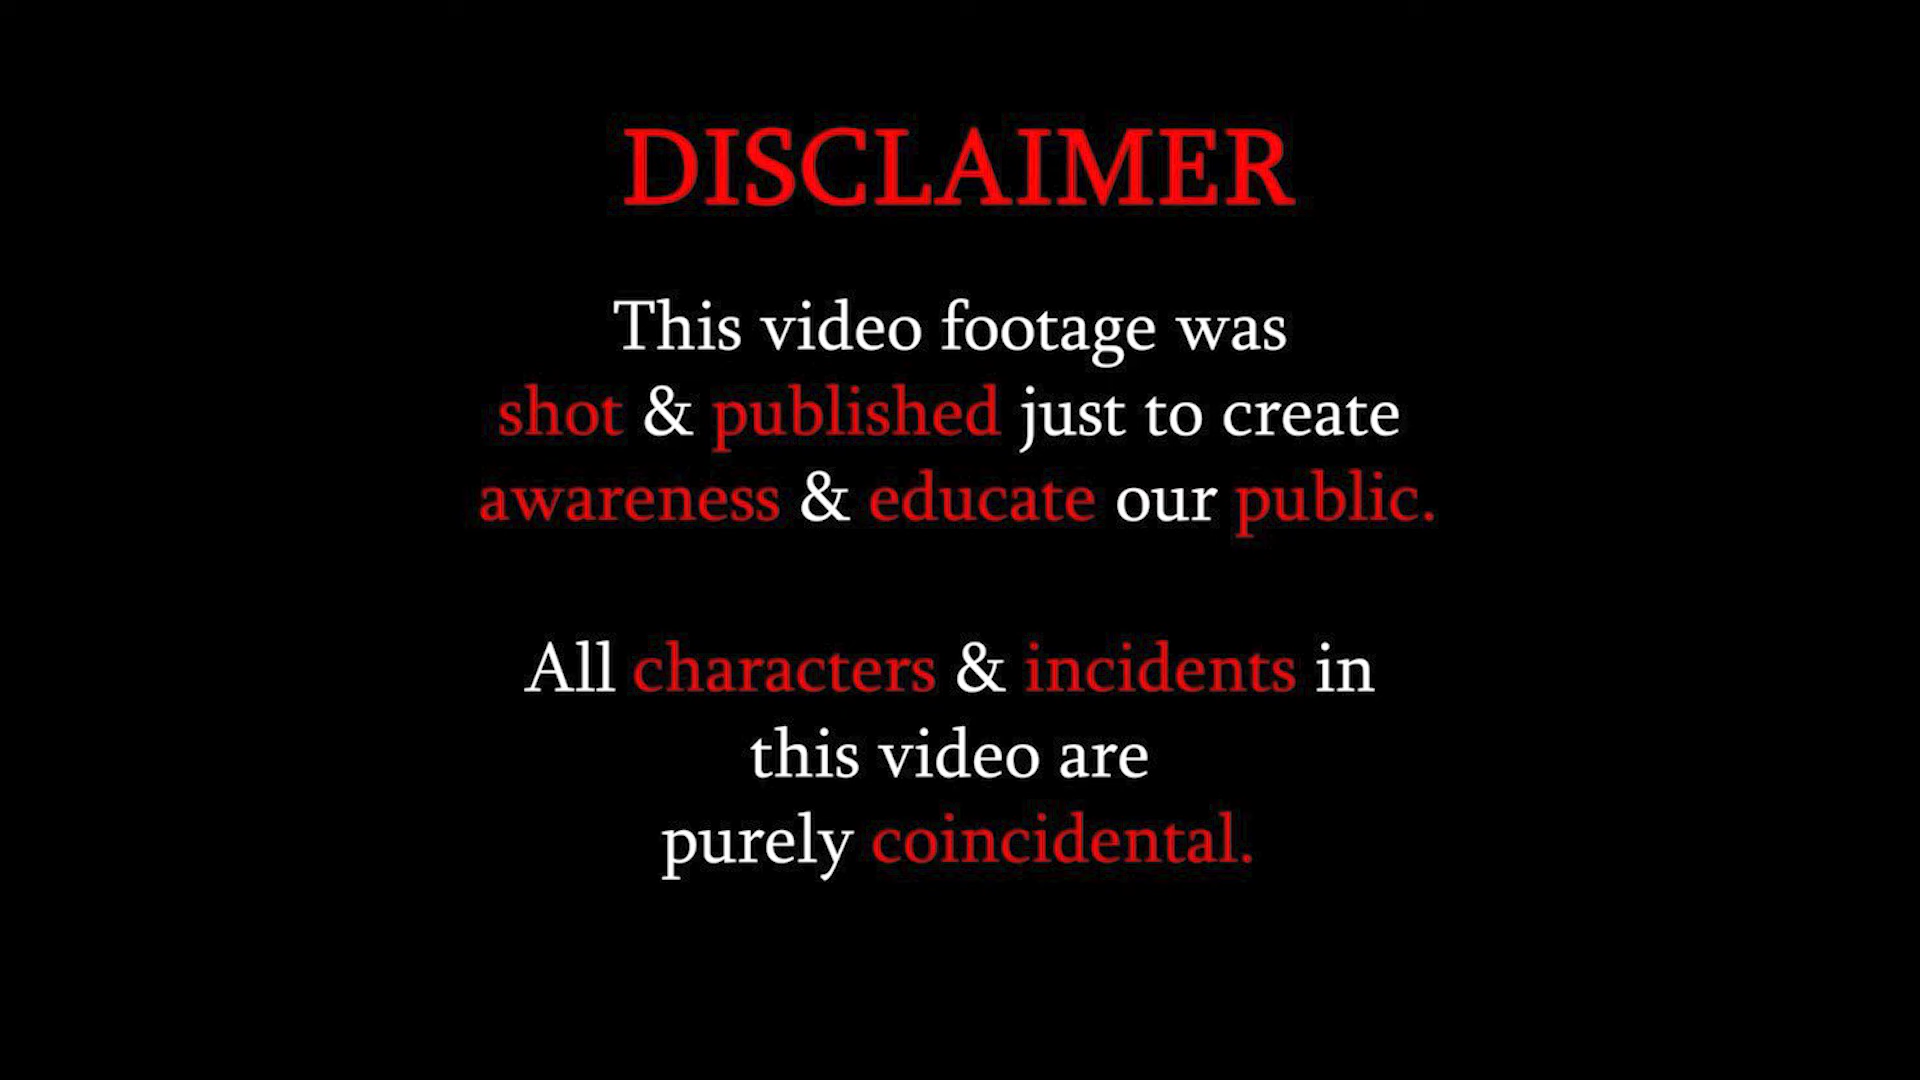 DISCLAIMER
This video footage was
shot & published just to create
awareness & educate our public.
All characters & incidents in
this video are
purely coincidental.